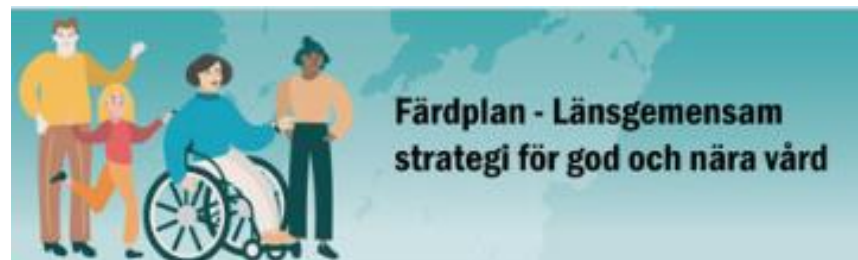 Färdplan - Länsgemensam
strategi för god och nära vård